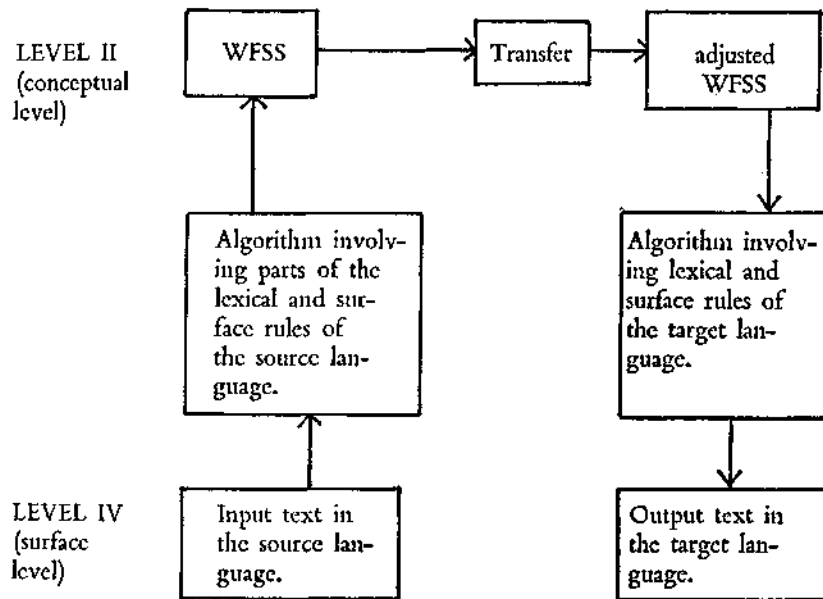 LEVEL II
(conceptual
level)
WFSS
Transfer
adjusted
WFSS
Algorithm involv-
ing parts of the
lexical and sur-
face rules of
the source lan-
guage.
Algorithm involv-
ing lexical and
surface rules of
the target lan-
guage.
LEVEL IV
(surface
level)
Input text in
the source lan-
guage.
Output text in
the target lan-
guage.